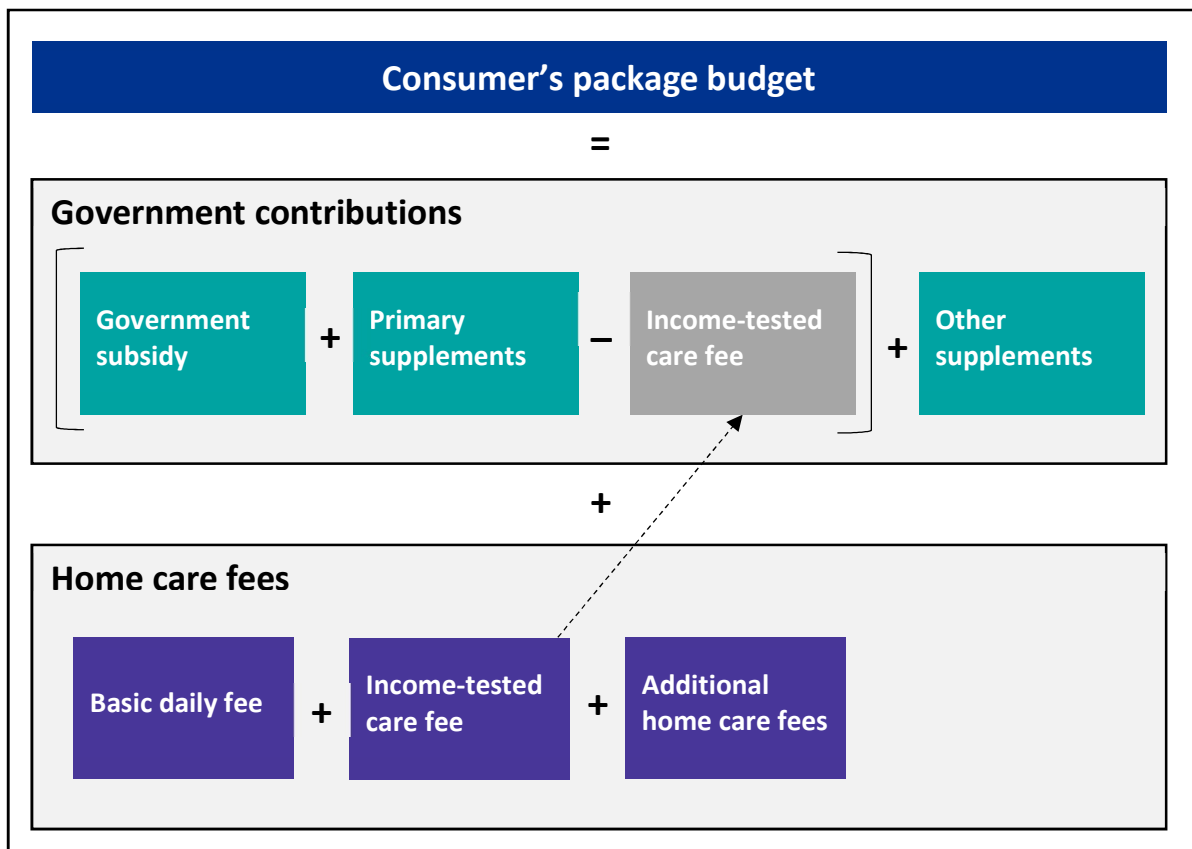 Consumer’s package budget
=
Government contributions
Government
subsidy
+
Primary
supplements
–
Income-tested
care fee
+
Other
supplements
+
Home care fees
Basic daily fee
+
Income-tested
care fee
+
Additional
home care fees